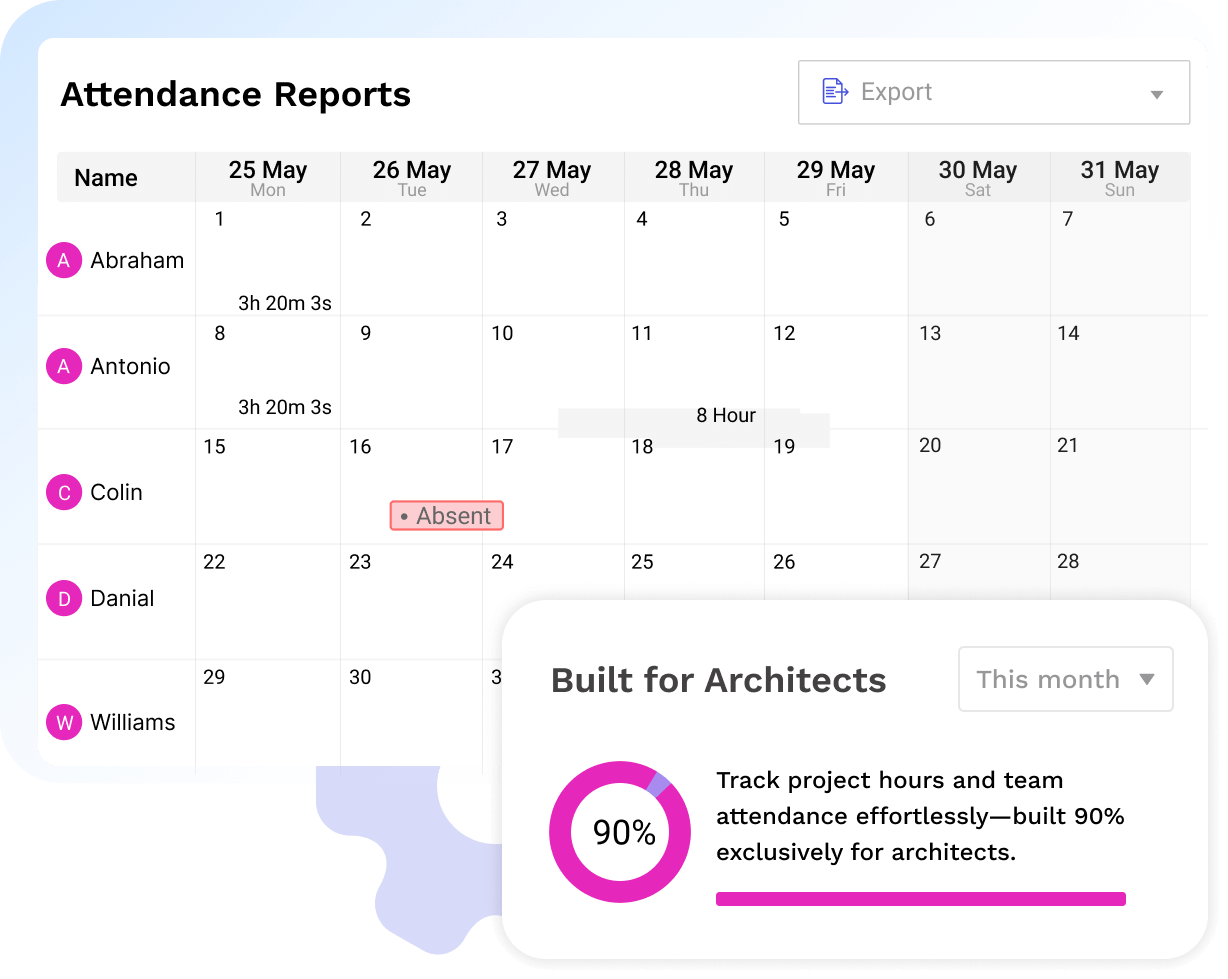 Attendance Reports
Export
Name 25 May 26 May 27 May 28 May 29 May 30 May 31 May
Mon Tue Wed Thu Fri Sat Sun
1 2 3 4 5 6 7
A Abraham
3h 20m 3s
8 9 10 11 12 13 14
A Antonio
3h 20m 3s
8 Hour
15 16 17 18 19 20 21
C Colin
• Absent
22 23 24 25 26 27 28
D Danial
29 30 3
W Williams
Built for Architects
This month
90%
Track project hours and team
attendance effortlessly—built 90%
exclusively for architects.